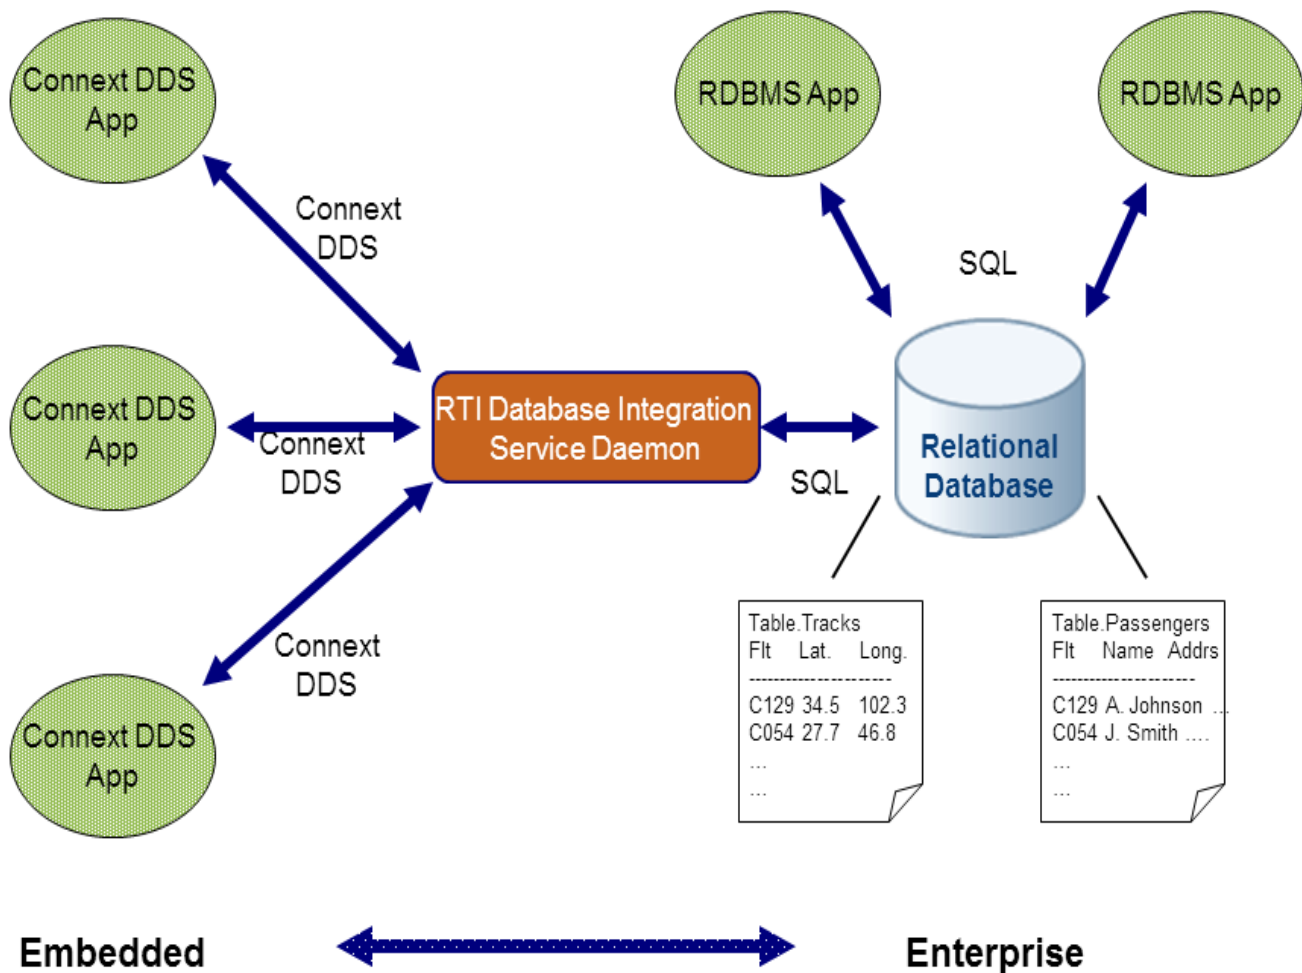 Connext DDS
App
RDBMS App
RDBMS App
Connext
DDS
SQL
Connext DDS
App
Connext
DDS
RTI Database Integration
Service Daemon
SQL
Relational
Database
Connext
DDS
Connext DDS
App
Table.Tracks
Flt Lat. Long.
-----------------------
C129 34.5 102.3
C054 27.7 46.8
...
...
Table.Passengers
Flt Name Addrs
-----------------------
C129 A. Johnson ...
C054 J. Smith ....
...
...
Embedded
Enterprise